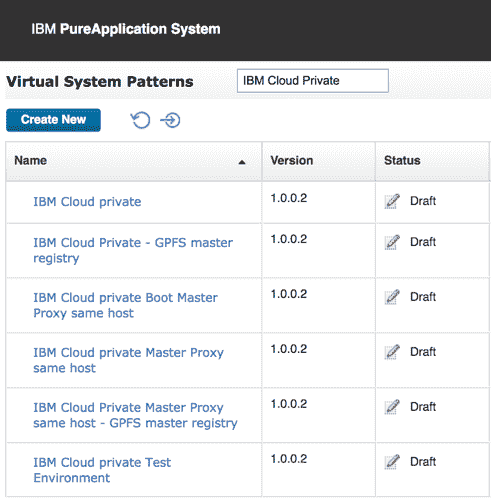 IBM PureApplication System
Virtual System Patterns IBM Cloud Private
Create New
Name Version Status
IBM Cloud private 1.0.0.2 Draft
IBM Cloud Private - GPFS master 1.0.0.2 Draft
registry
IBM Cloud private Boot Master 1.0.0.2 Draft
Proxy same host
IBM Cloud private Master Proxy 1.0.0.2 Draft
same host
IBM Cloud Private Master Proxy 1.0.0.2 Draft
same host - GPFS master registry
IBM Cloud private Test 1.0.0.2 Draft
Environment